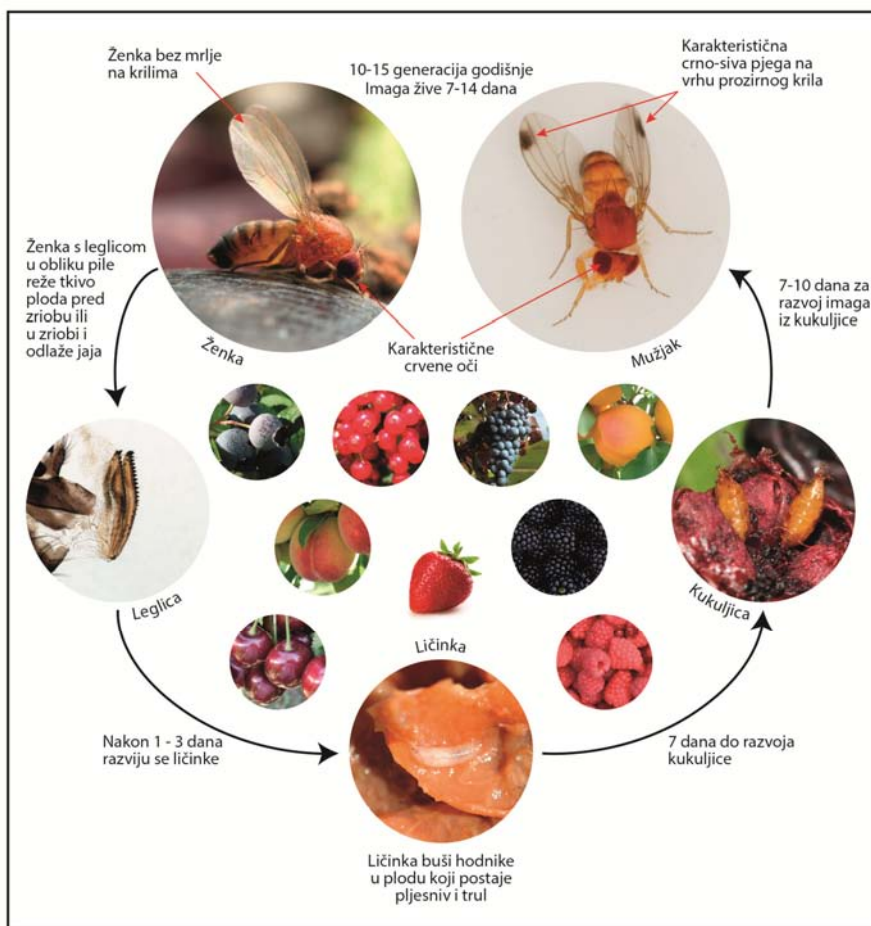 Ženka bez mrlje
na krilima
10-15 generacija godišnje
Imaga žive 7-14 dana
Karakteristična
crno-siva pjega na
vrhu prozirnog krila
Ženka s leglicom
u obliku pile
reže tkivo
ploda pred
zriobu ili
u zriobi i
odlaže jaja
Ženka
Karakteristične
crvene oči
Mužjak
7-10 dana za
razvoj imaga
iz kukuljice
Leglica
Kukuljica
Ličinka
Nakon 1 - 3 dana
razviju se ličinke
7 dana do razvoja
kukuljice
Ličinka buši hodnike
u plodu koji postaje
pljesniv i trul